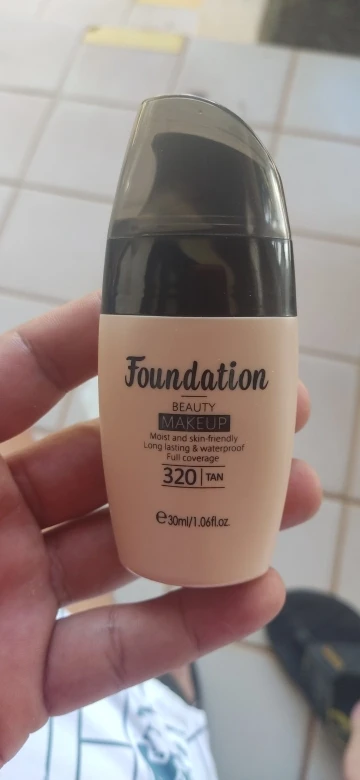 Foundation
BEAUTY
MAKEUP
Moist and skin-friendly
Long lasting & waterproof
Full coverage
320 | TAN
℮30ml/1.06fl.oz.